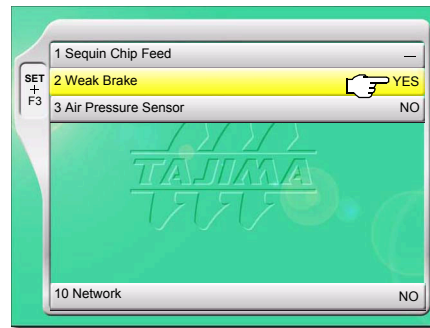 1 Sequin Chip Feed —
SET
+
F3
2 Weak Brake YES
3 Air Pressure Sensor NO
TAJIMA
10 Network NO